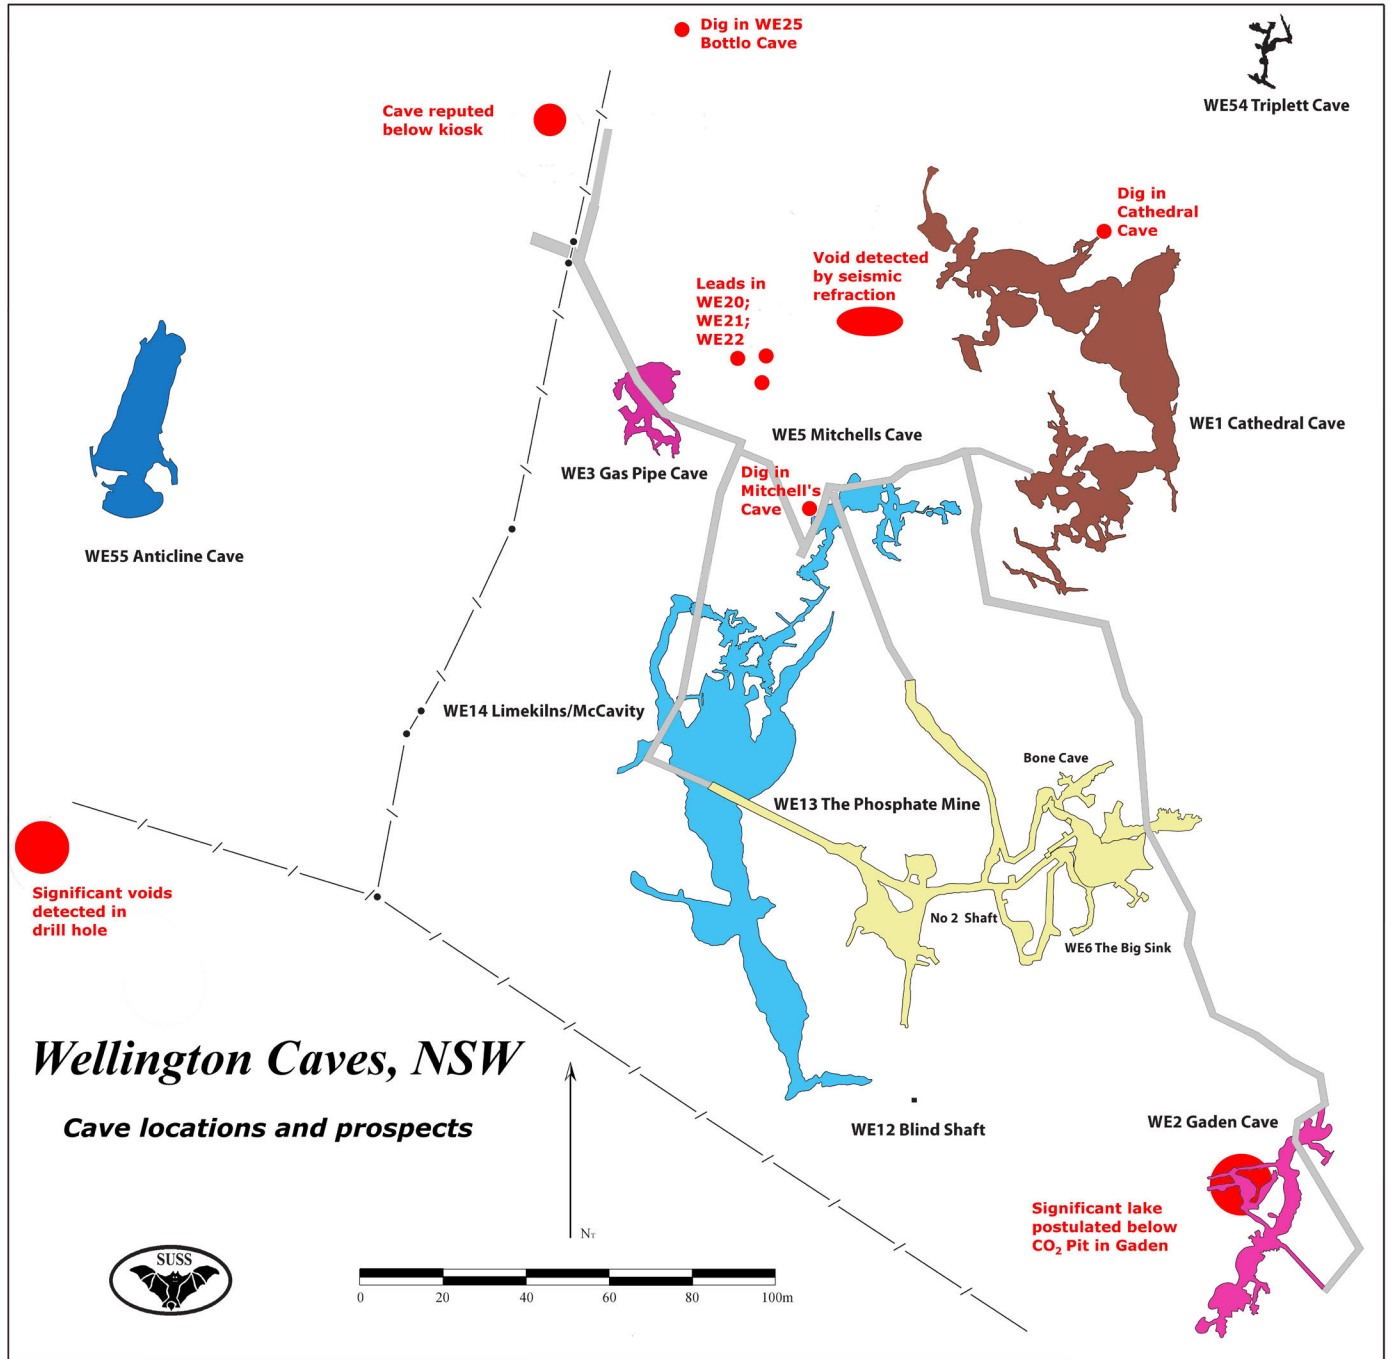 Dig in WE25
Bottlo Cave
WE54 Triplett Cave
Cave reputed
below kiosk
Dig in
Cathedral
Cave
Void detected
by seismic
refraction
Leads in
WE20;
WE21;
WE22
WE5 Mitchells Cave
WE1 Cathedral Cave
WE3 Gas Pipe Cave
Dig in
Mitchell's
Cave
WE55 Anticline Cave
WE14 Limekilns/McCavity
Bone Cave
WE13 The Phosphate Mine
Significant voids
detected in
drill hole
No 2 Shaft
WE6 The Big Sink
Wellington Caves, NSW
Cave locations and prospects
WE12 Blind Shaft
WE2 Gaden Cave
Significant lake
postulated below
CO₂ Pit in Gaden
NT
SUSS
0 20 40 60 80 100m